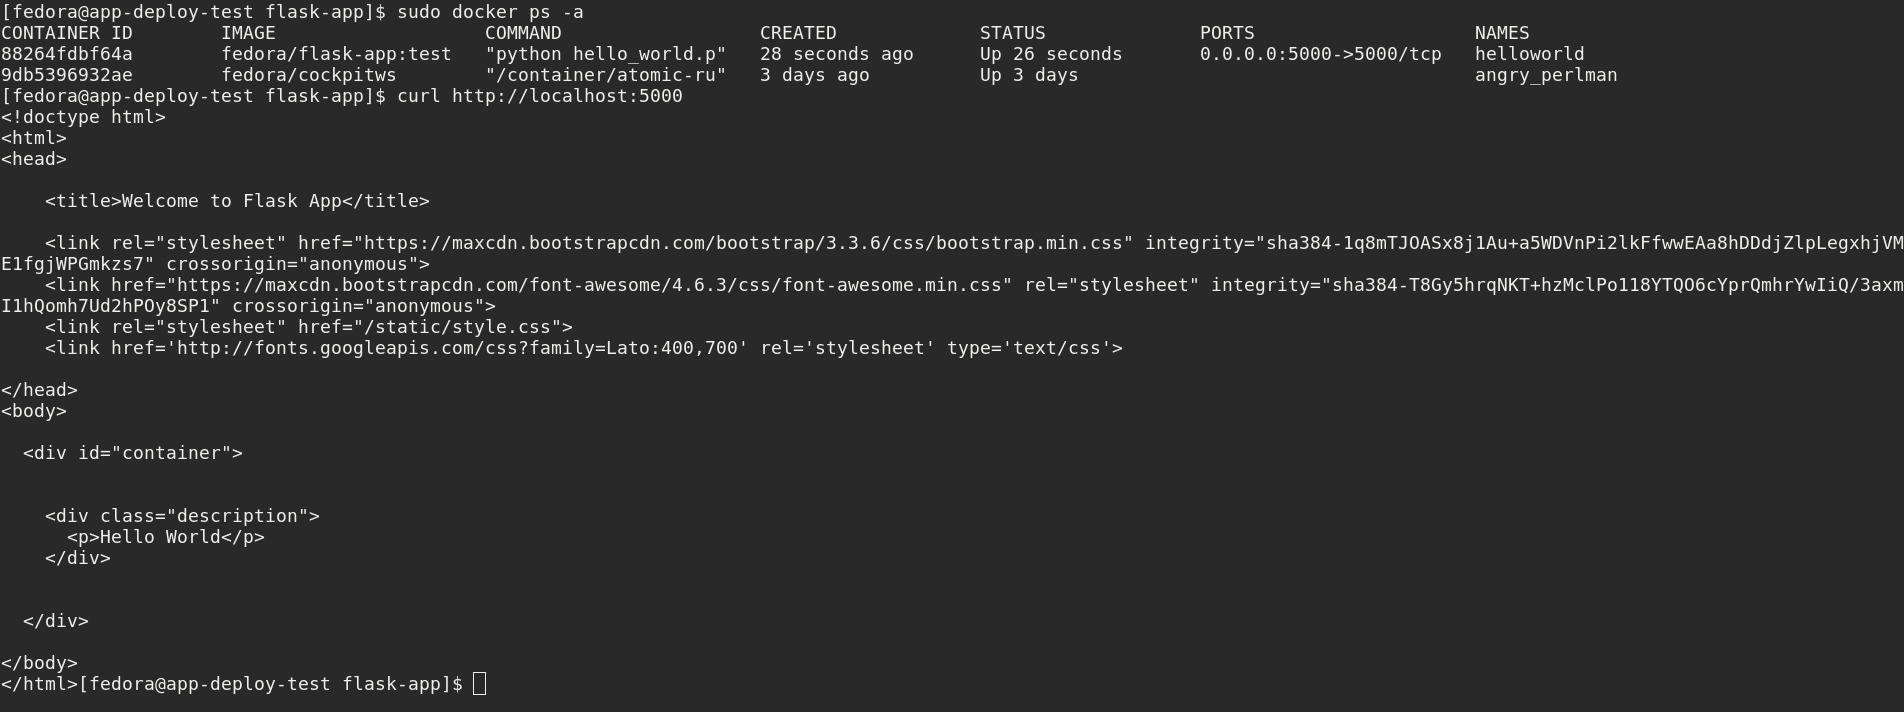 [fedora@app-deploy-test flask-app]$ sudo docker ps -a
CONTAINER ID        IMAGE                   COMMAND                  CREATED             STATUS              PORTS                    NAMES
88264fdbf64a        fedora/flask-app:test   "python hello_world.p"   28 seconds ago      Up 26 seconds       0.0.0.0:5000->5000/tcp   helloworld
9db5396932ae        fedora/cockpitws        "/container/atomic-ru"   3 days ago          Up 3 days                                    angry_perlman
[fedora@app-deploy-test flask-app]$ curl http://localhost:5000
<!doctype html>
<html>
<head>

    <title>Welcome to Flask App</title>

    <link rel="stylesheet" href="https://maxcdn.bootstrapcdn.com/bootstrap/3.3.6/css/bootstrap.min.css" integrity="sha384-1q8mTJOASx8j1Au+a5WDVnPi2lkFfwwEAa8hDDdjZlpLegxhjVM
E1fgjWPGmkzs7" crossorigin="anonymous">
    <link href="https://maxcdn.bootstrapcdn.com/font-awesome/4.6.3/css/font-awesome.min.css" rel="stylesheet" integrity="sha384-T8Gy5hrqNKT+hzMclPo118YTQO6cYprQmhrYwIiQ/3axm
I1hQomh7Ud2hPOy8SP1" crossorigin="anonymous">
    <link rel="stylesheet" href="/static/style.css">
    <link href='http://fonts.googleapis.com/css?family=Lato:400,700' rel='stylesheet' type='text/css'>

</head>
<body>

  <div id="container">


    <div class="description">
      <p>Hello World</p>
    </div>


  </div>

</body>
</html>[fedora@app-deploy-test flask-app]$